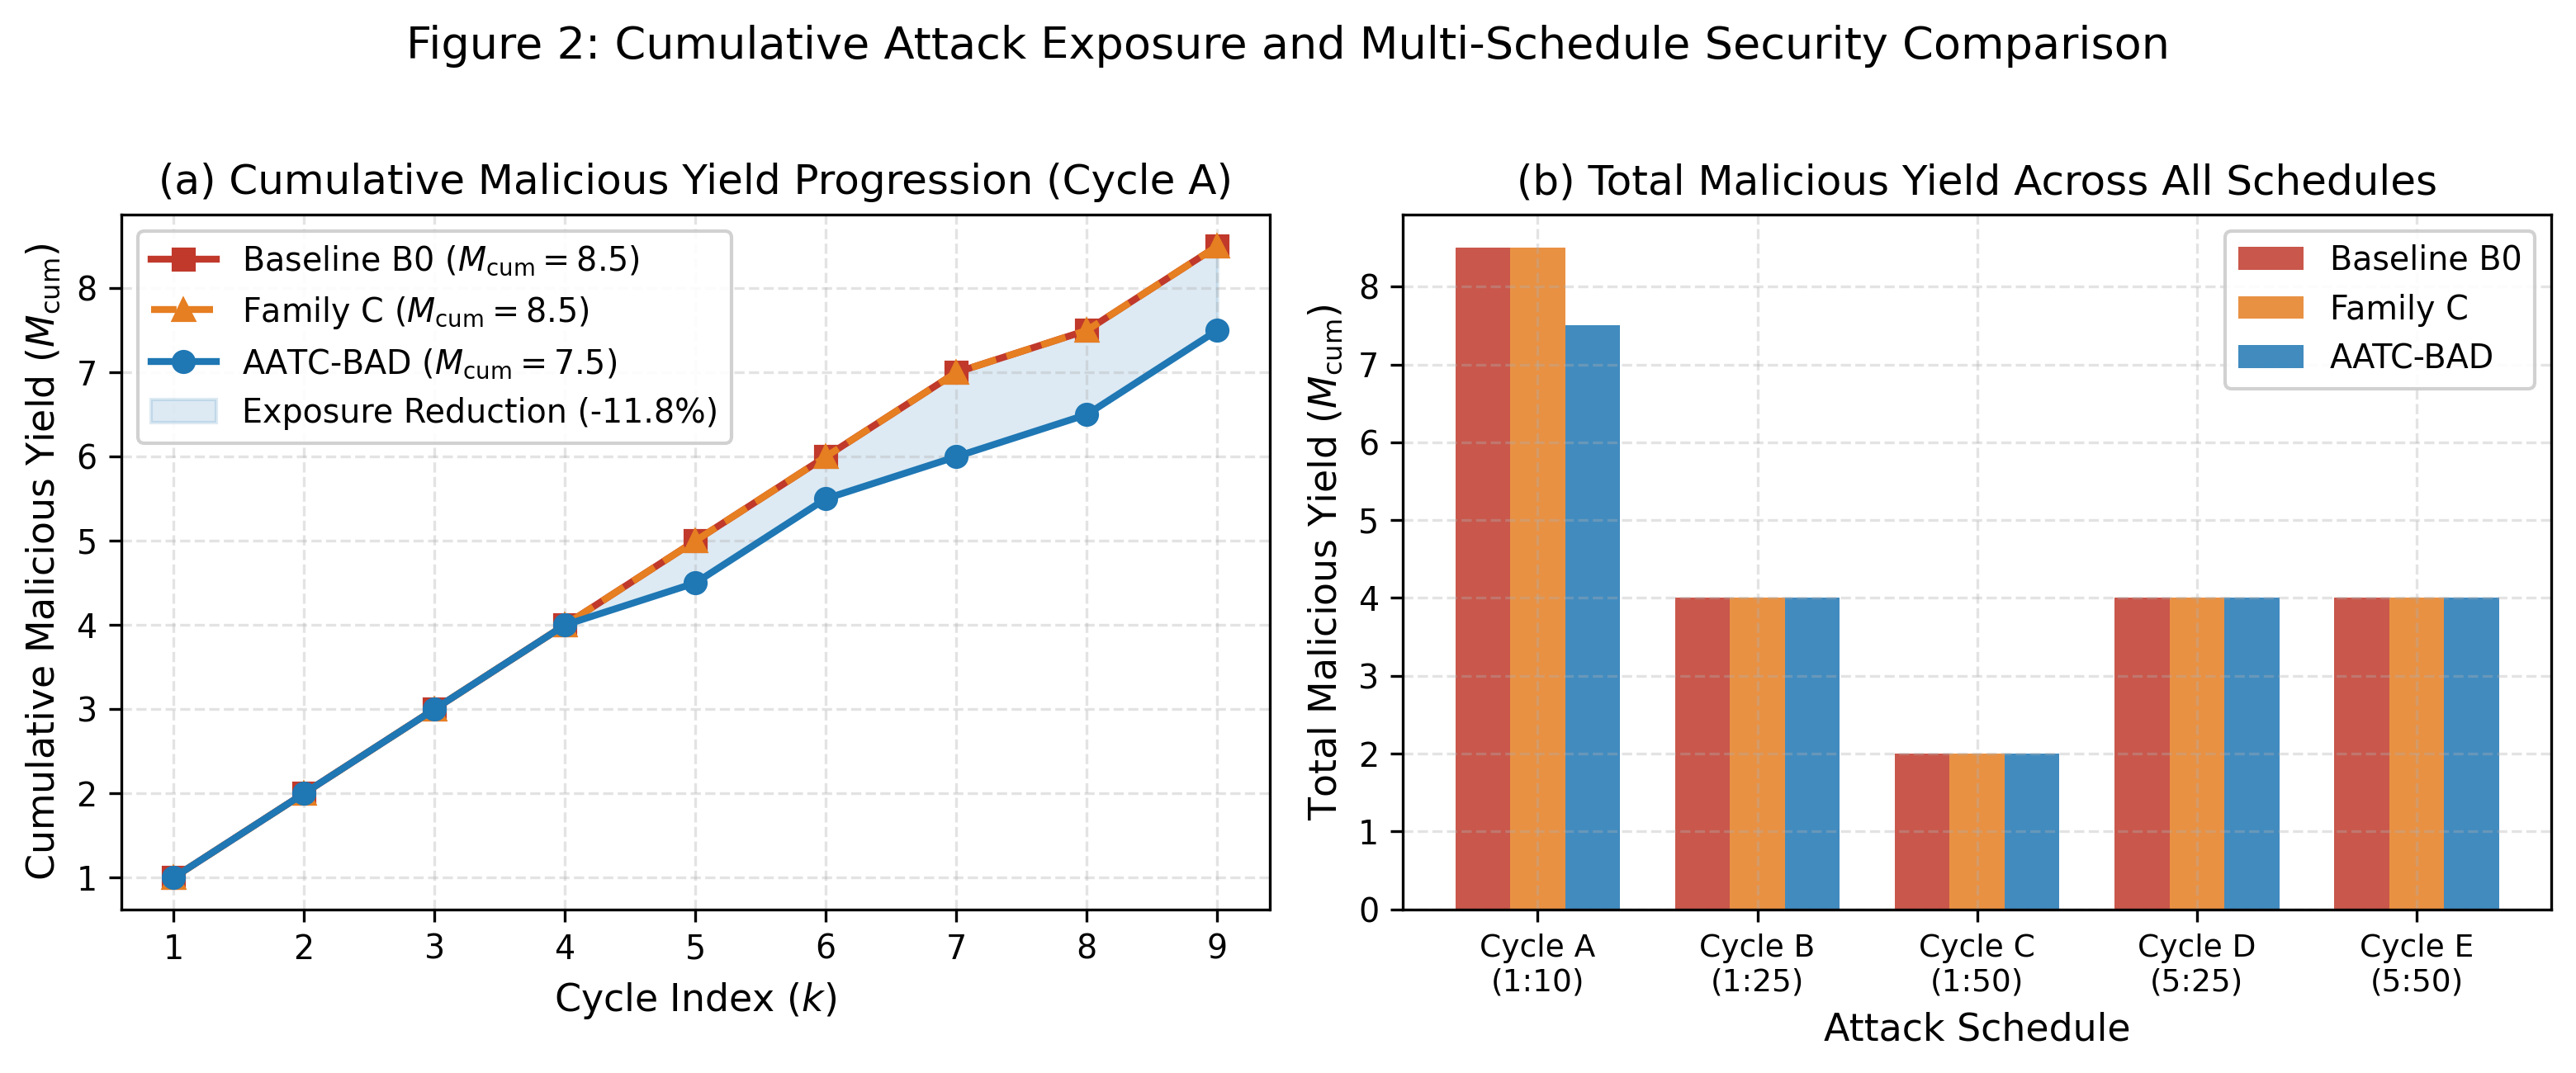 Figure 2: Cumulative Attack Exposure and Multi-Schedule Security Comparison
(a) Cumulative Malicious Yield Progression (Cycle A)
Cumulative Malicious Yield (M_cum)
8
7
6
5
4
3
2
1
Baseline B0 (M_cum = 8.5)
Family C (M_cum = 8.5)
AATC-BAD (M_cum = 7.5)
Exposure Reduction (-11.8%)
1 2 3 4 5 6 7 8 9
Cycle Index (k)
(b) Total Malicious Yield Across All Schedules
Total Malicious Yield (M_cum)
8
7
6
5
4
3
2
1
0
Baseline B0
Family C
AATC-BAD
Cycle A Cycle B Cycle C Cycle D Cycle E
(1:10) (1:25) (1:50) (5:25) (5:50)
Attack Schedule